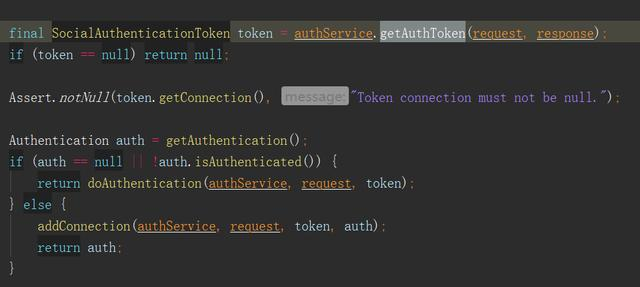 final SocialAuthenticationToken token = authService.getAuthToken(request, response);
if (token == null) return null;
Assert.notNull(token.getConnection(), message: "Token connection must not be null.");
Authentication auth = getAuthentication();
if (auth == null || !auth.isAuthenticated()) {
    return doAuthentication(authService, request, token);
} else {
    addConnection(authService, request, token, auth);
    return auth;
}